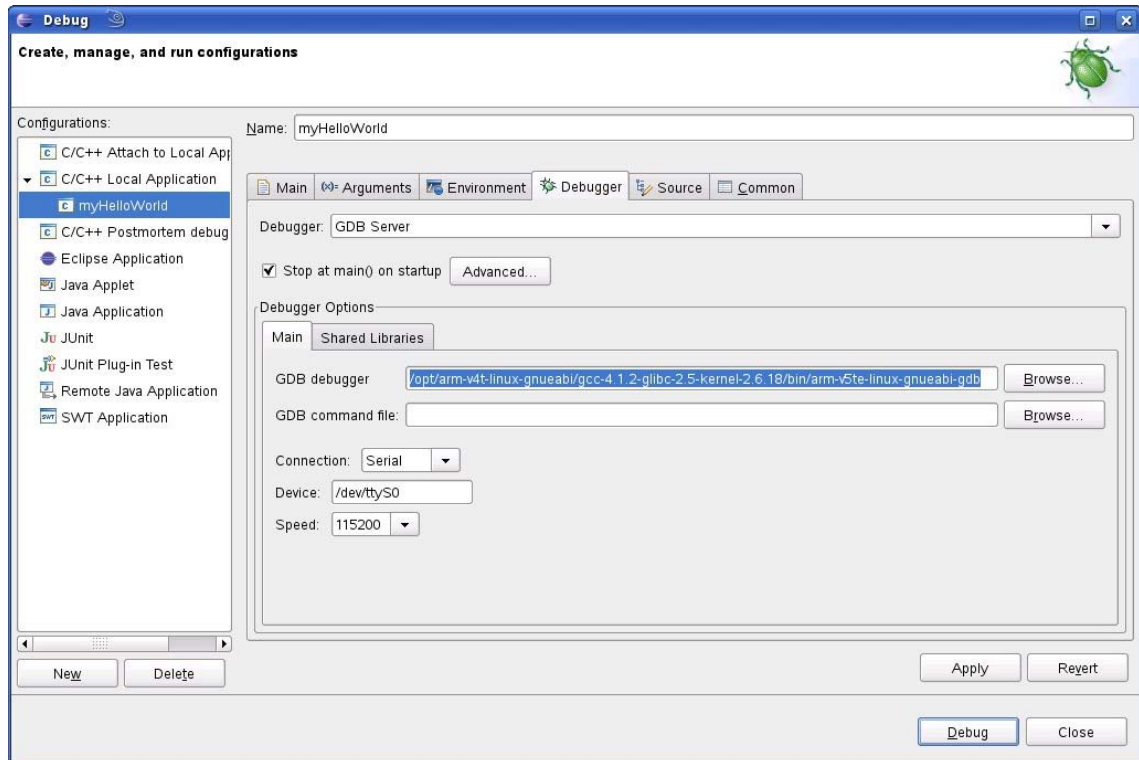 Debug
Create, manage, and run configurations
Configurations:
C/C++ Attach to Local App
C/C++ Local Application
myHelloWorld
C/C++ Postmortem debug
Eclipse Application
Java Applet
Java Application
JUnit
JUnit Plug-in Test
Remote Java Application
SWT Application
New Delete
Name: myHelloWorld
Main (x)= Arguments Environment Debugger Source Common
Debugger: GDB Server
Stop at main() on startup Advanced...
Debugger Options
Main Shared Libraries
GDB debugger /opt/arm-v4t-linux-gnueabi/gcc-4.1.2-glibc-2.5-kernel-2.6.18/bin/arm-v5te-linux-gnueabi-gdb Browse...
GDB command file: Browse...
Connection: Serial
Device: /dev/ttyS0
Speed: 115200
Apply Revert
Debug Close